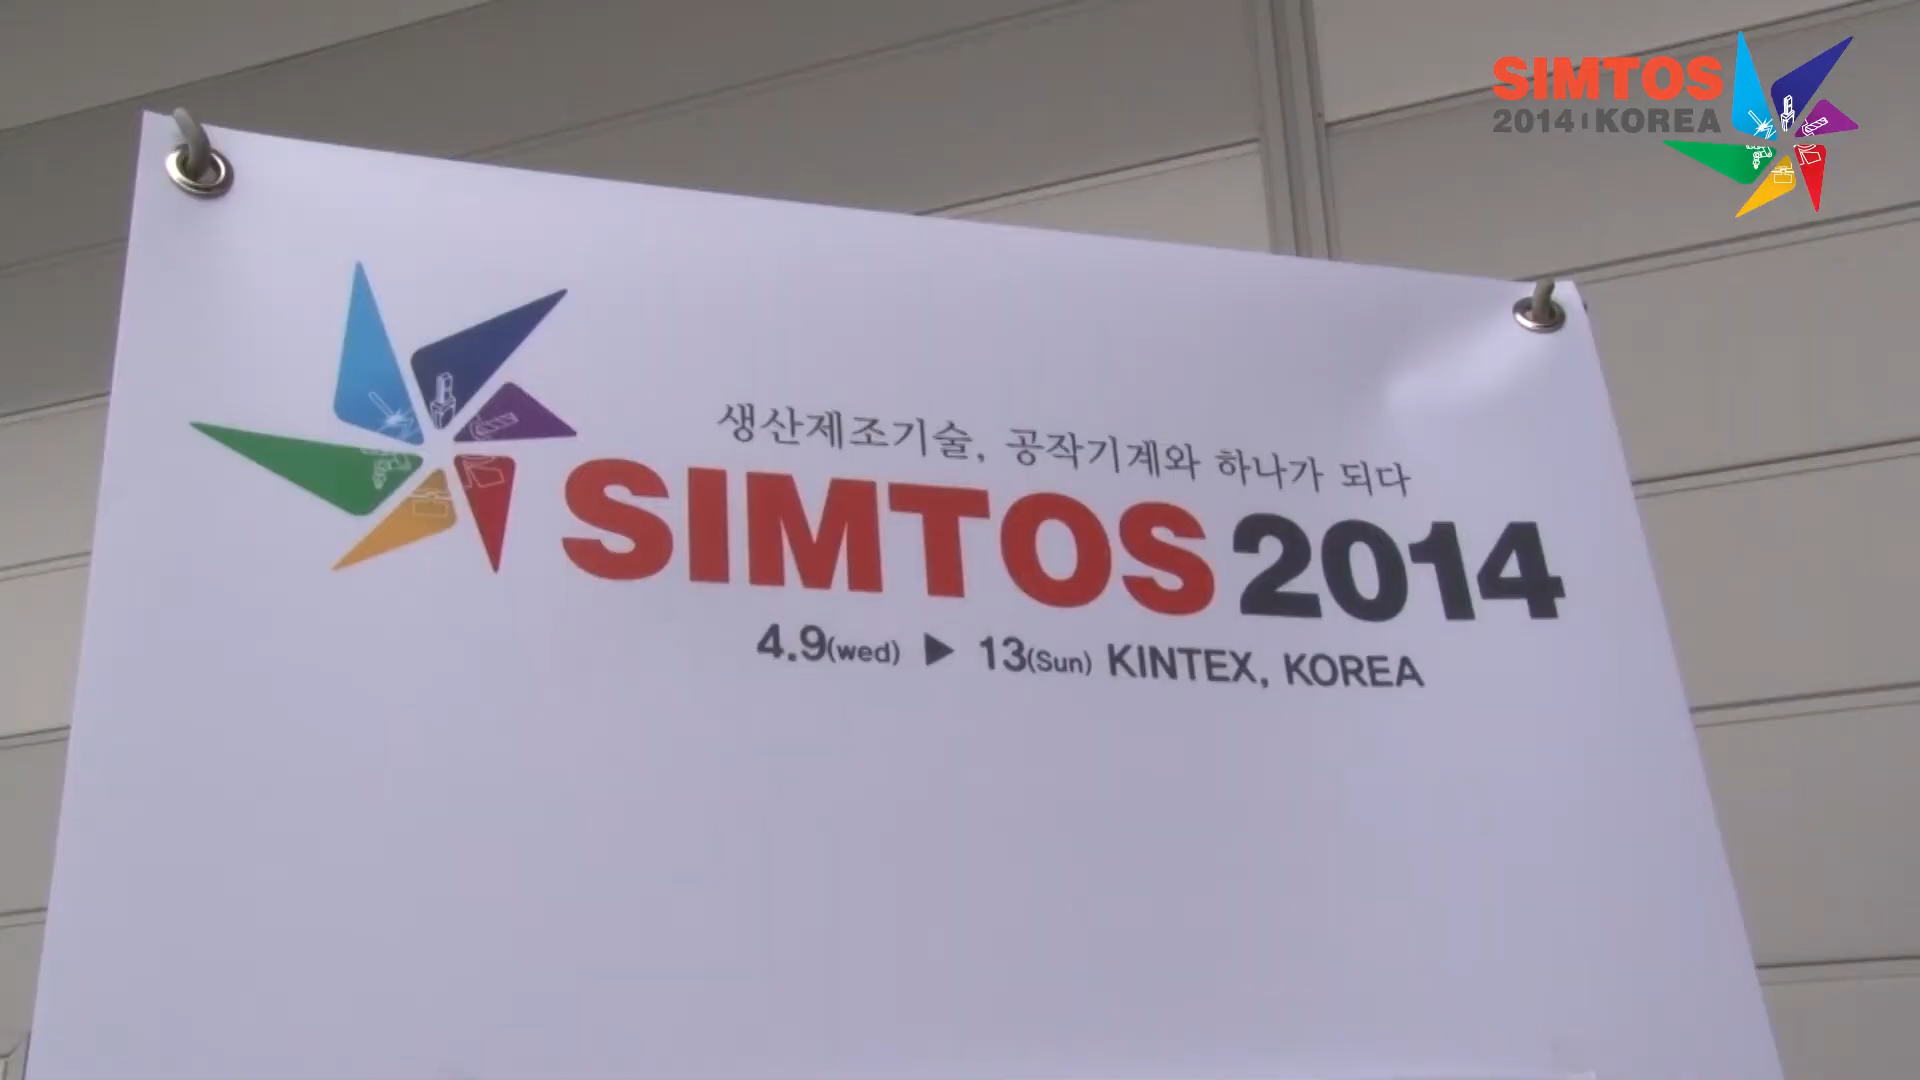 SIMTOS
2014 KOREA
생산제조기술, 공작기계와 하나가 되다
SIMTOS 2014
4.9(wed) ▶ 13(Sun) KINTEX, KOREA